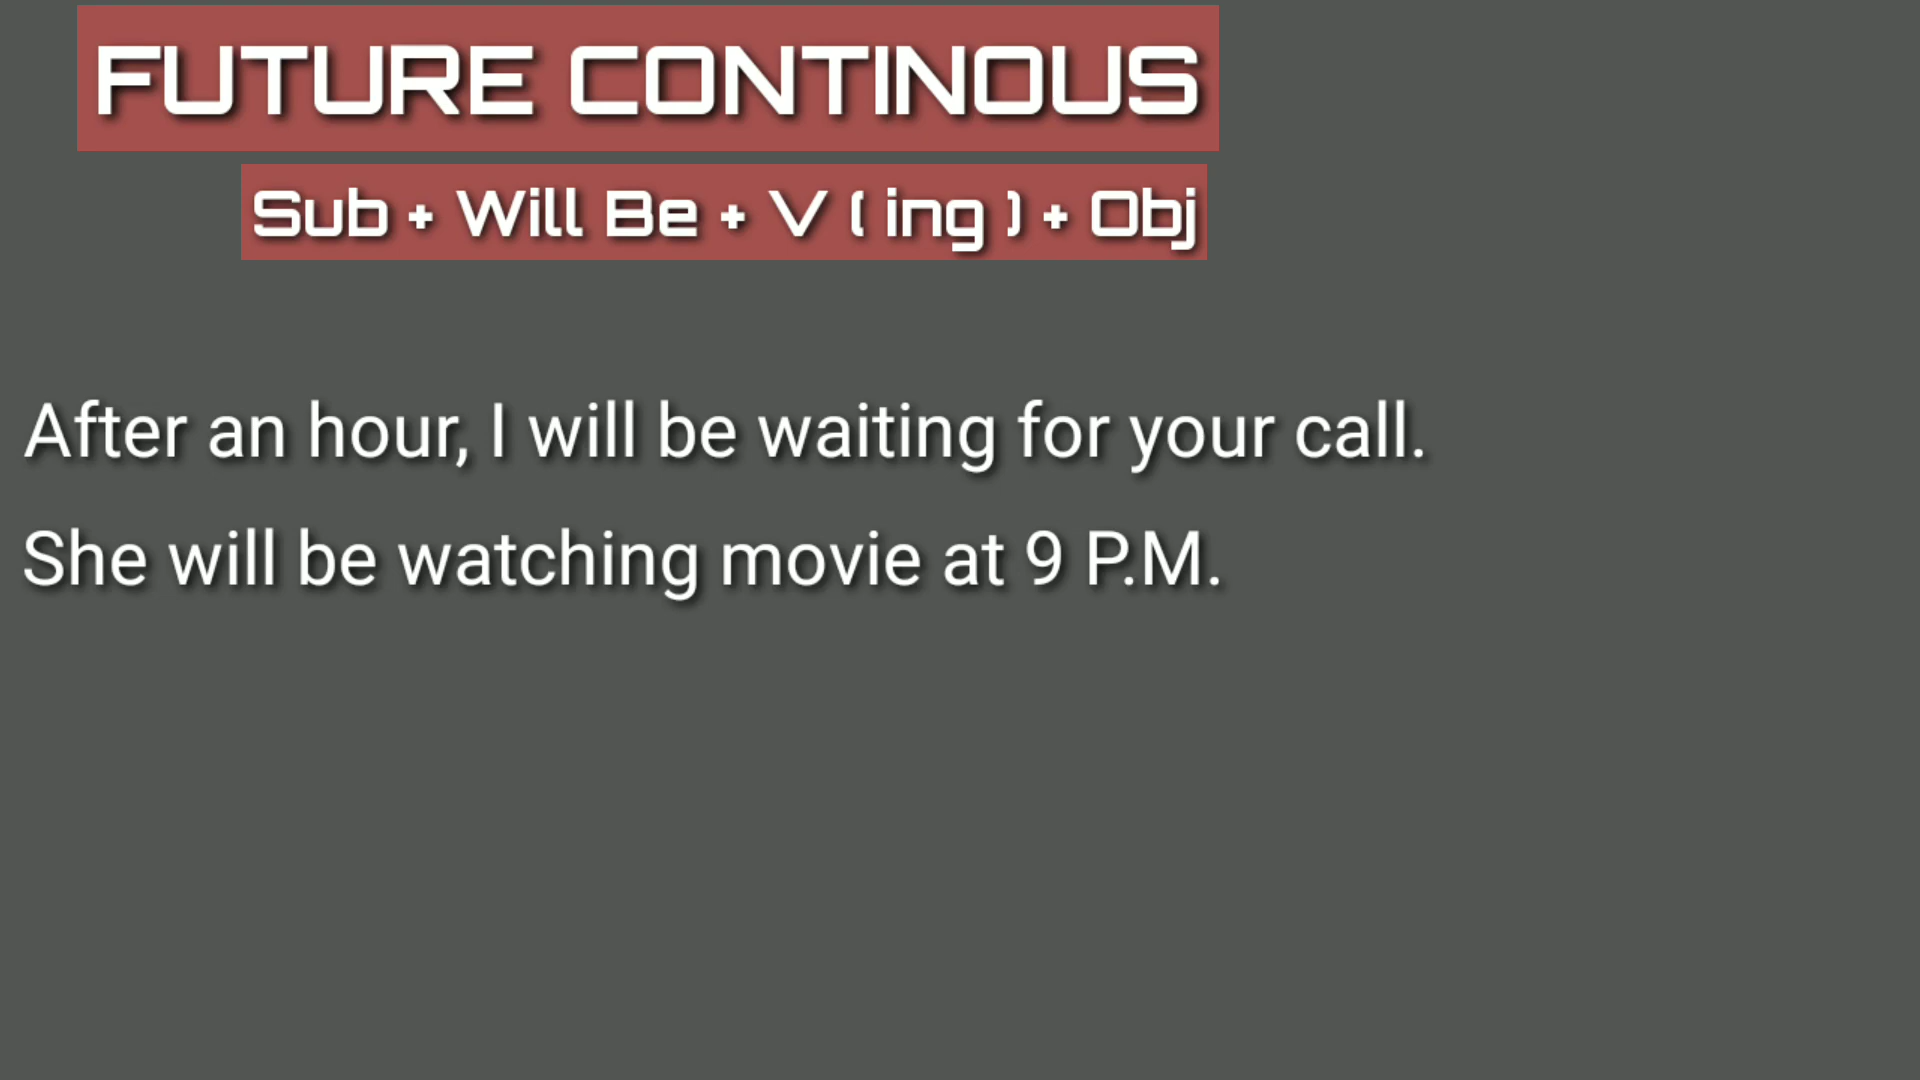 FUTURE CONTINOUS
Sub + Will Be + V ( ing ) + Obj
After an hour, I will be waiting for your call.
She will be watching movie at 9 P.M.